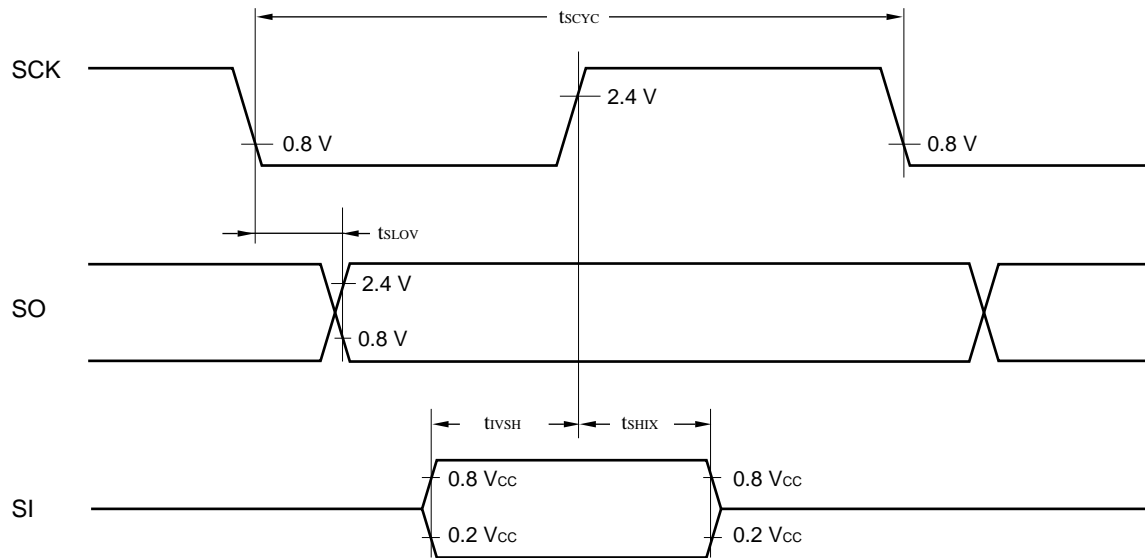 tSCYC
SCK
2.4 V
0.8 V
0.8 V
tSLOV
2.4 V
SO
0.8 V
tIVSH
tSHIX
0.8 VCC
0.8 VCC
SI
0.2 VCC
0.2 VCC